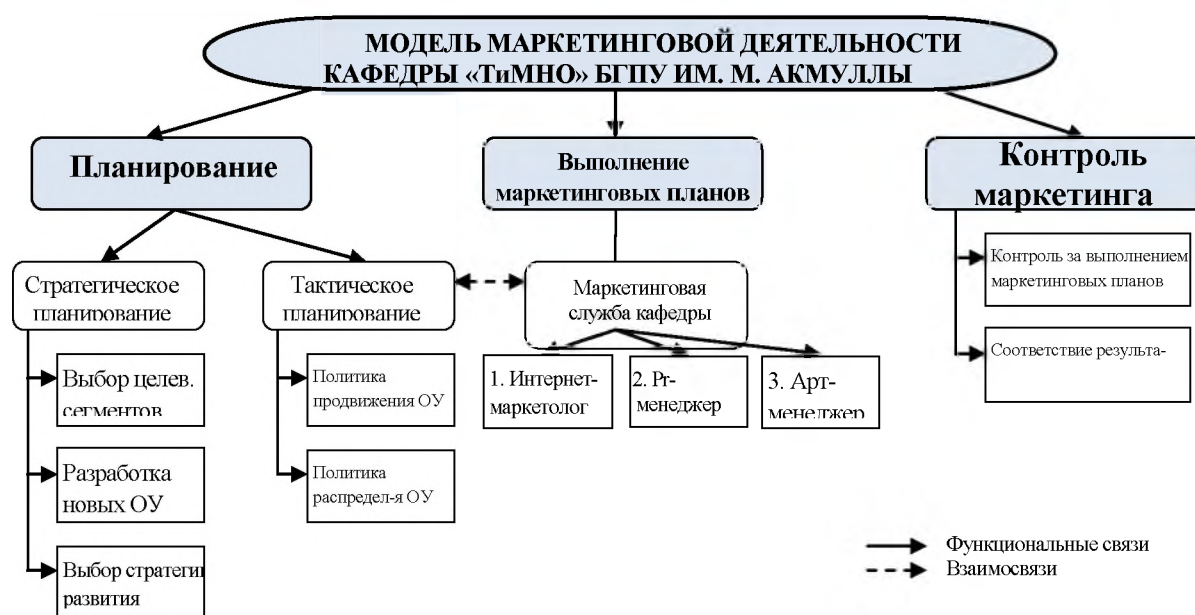 МОДЕЛЬ МАРКЕТИНГОВОЙ ДЕЯТЕЛЬНОСТИ
КАФЕДРЫ «ТиМНО» БГПУ ИМ. М. АКМУЛЛЫ
Планирование
Выполнение
маркетинговых планов
Контроль
маркетинга
Стратегическое
планирование
Тактическое
планирование
Маркетинговая
служба кафедры
Контроль за выполнением
маркетинговых планов
Соответствие результа-
Выбор целев.
сегментов
Политика
продвижения ОУ
1. Интернет-
маркетолог
2. Pr-
менеджер
3. Арт-
менеджер
Разработка
новых ОУ
Политика
распредел-я ОУ
Выбор стратеги
развития
Функциональные связи
Взаимосвязи